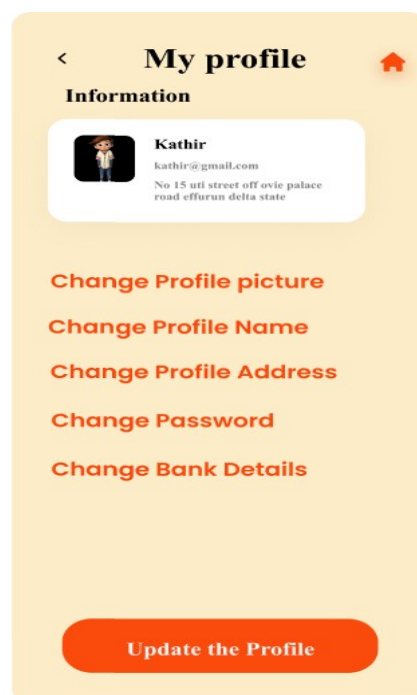 My profile
Information
Kathir
kathir@gmail.com
No 15 uti street off ovie palace
road effurun delta state
Change Profile picture
Change Profile Name
Change Profile Address
Change Password
Change Bank Details
Update the Profile